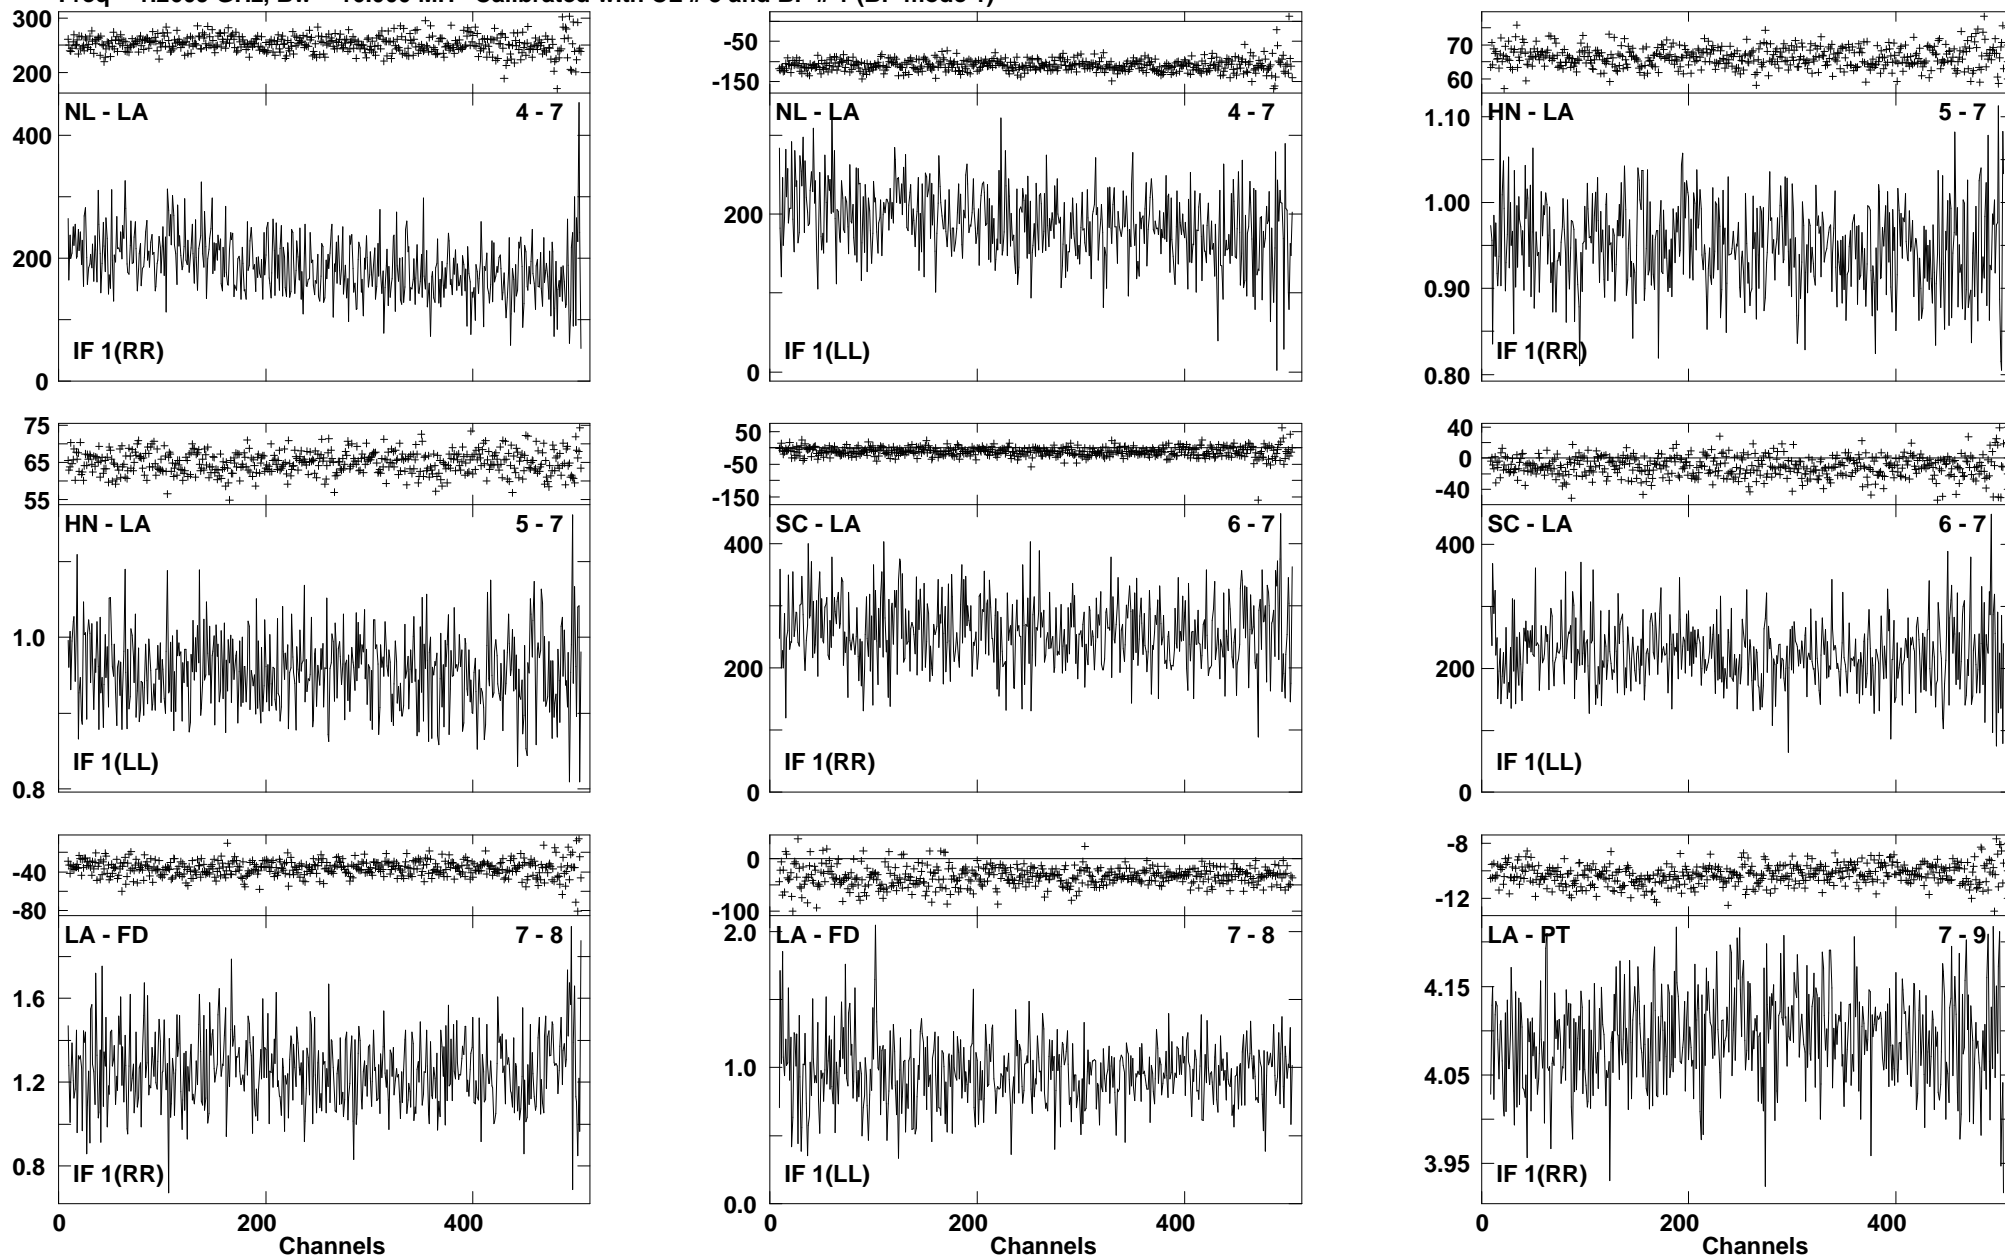 300
200
NL - LA 4 - 7
400
200
0
IF 1(RR)
-50
-150
NL - LA 4 - 7
200
0
IF 1(LL)
70
60
HN - LA 5 - 7
1.10
1.00
0.90
0.80
IF 1(RR)
75
65
55
HN - LA 5 - 7
1.0
0.8
IF 1(LL)
50
-50
-150
SC - LA 6 - 7
400
200
0
IF 1(RR)
40
0
-40
SC - LA 6 - 7
400
200
0
IF 1(LL)
-40
-80
LA - FD 7 - 8
1.6
1.2
0.8
IF 1(RR)
0 200 400
Channels
0
-100
LA - FD 7 - 8
2.0
1.0
0.0
IF 1(LL)
0 200 400
Channels
-8
-12
LA - PT 7 - 9
4.15
4.05
3.95
IF 1(RR)
0 200 400
Channels